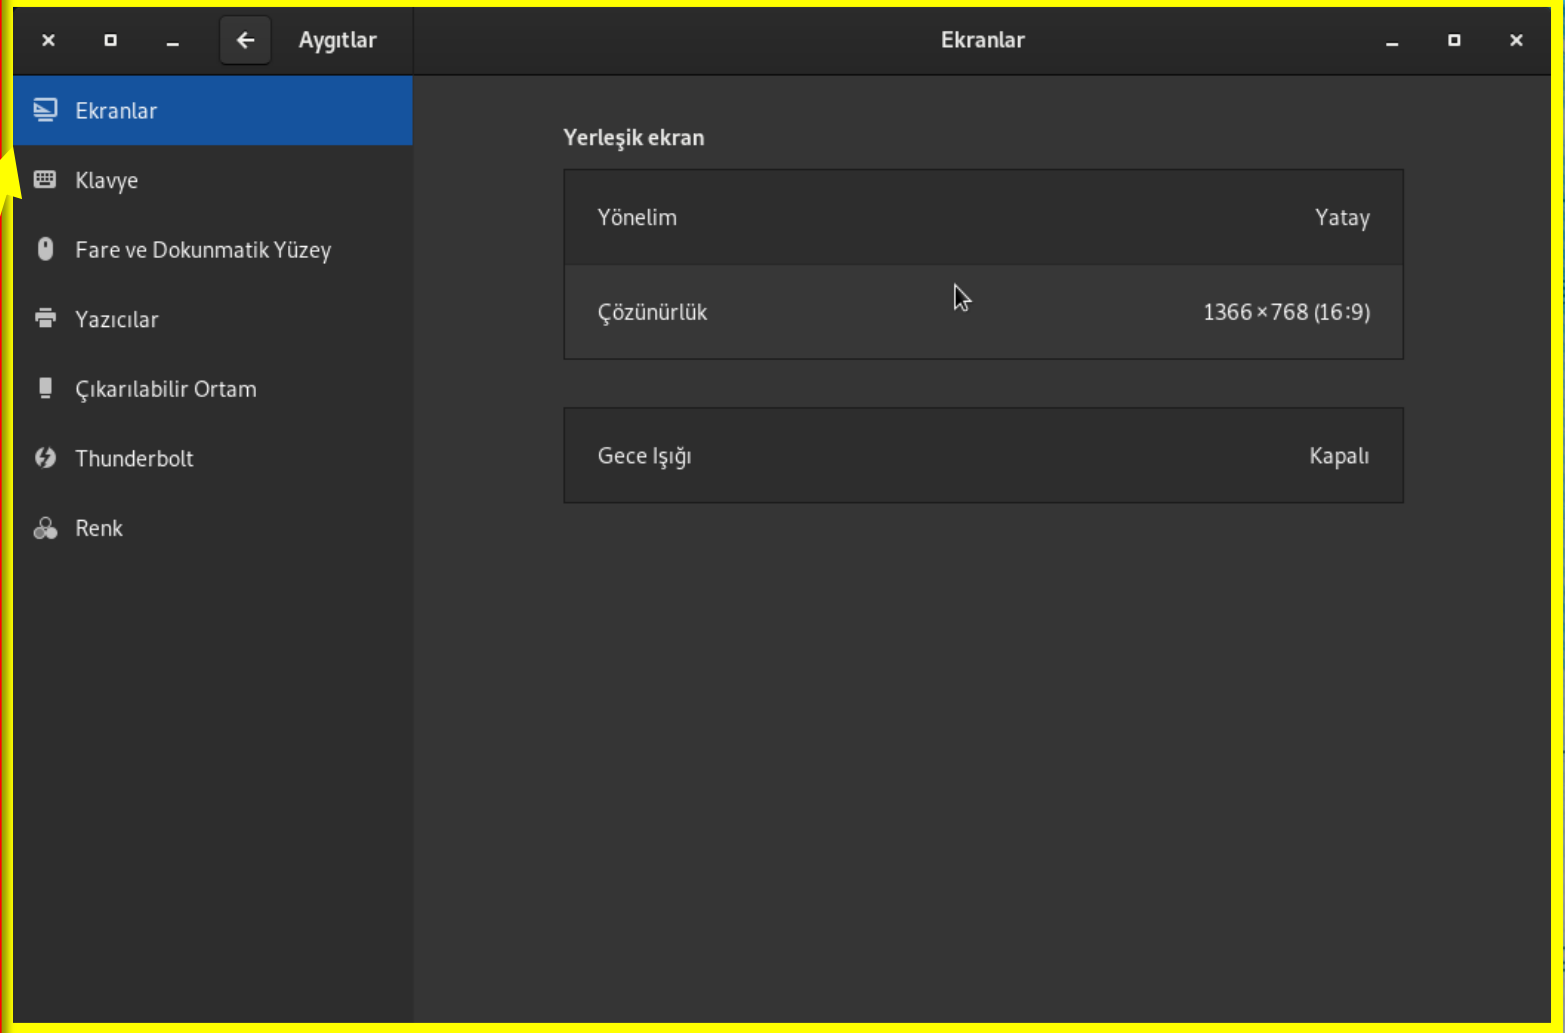 Aygıtlar
Ekranlar
Ekranlar
Klavye
Fare ve Dokunmatik Yüzey
Yazıcılar
Çıkarılabilir Ortam
Thunderbolt
Renk
Yerleşik ekran
Yönelim Yatay
Çözünürlük 1366×768 (16:9)
Gece Işığı Kapalı